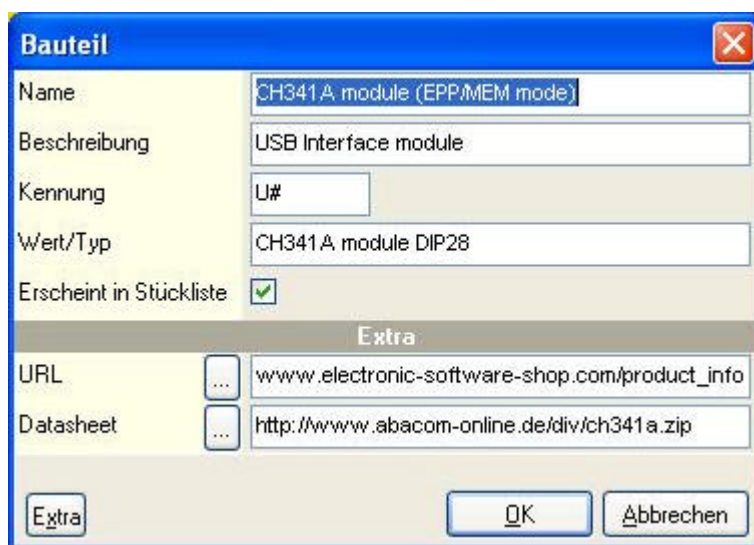 Bauteil
Name CH341A module (EPP/MEM mode)
Beschreibung USB Interface module
Kennung U#
Wert/Typ CH341A module DIP28
Erscheint in Stückliste
Extra
URL ... www.electronic-software-shop.com/product_info
Datasheet ... http://www.abacom-online.de/div/ch341a.zip
Extra OK Abbrechen